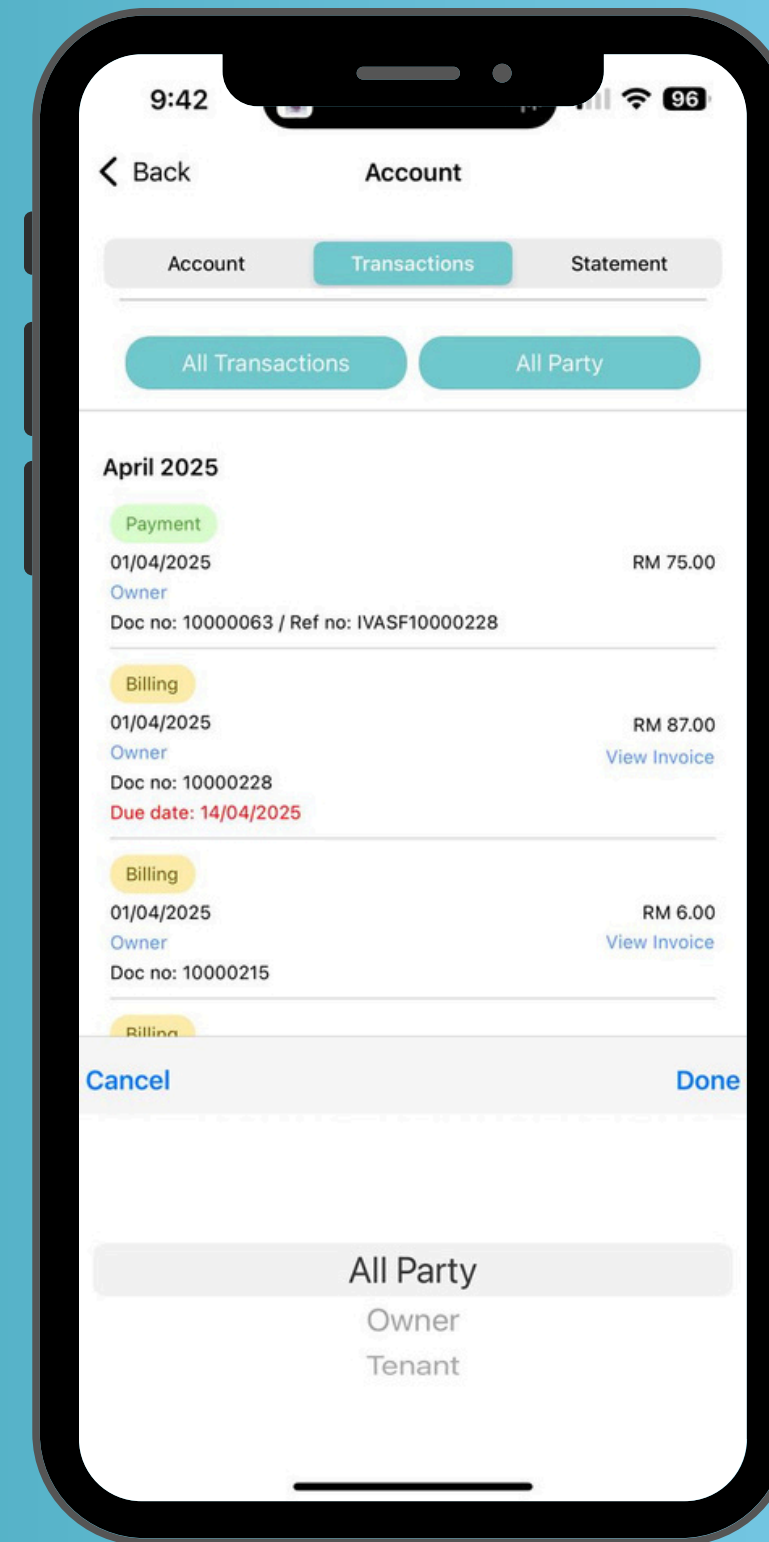 9:42
96
Back
Account
Account Transactions Statement
All Transactions All Party
April 2025
Payment
01/04/2025 RM 75.00
Owner
Doc no: 10000063 / Ref no: IVASF10000228
Billing
01/04/2025 RM 87.00
Owner View Invoice
Doc no: 10000228
Due date: 14/04/2025
Billing
01/04/2025 RM 6.00
Owner View Invoice
Doc no: 10000215
Billing
Cancel Done
All Party
Owner
Tenant